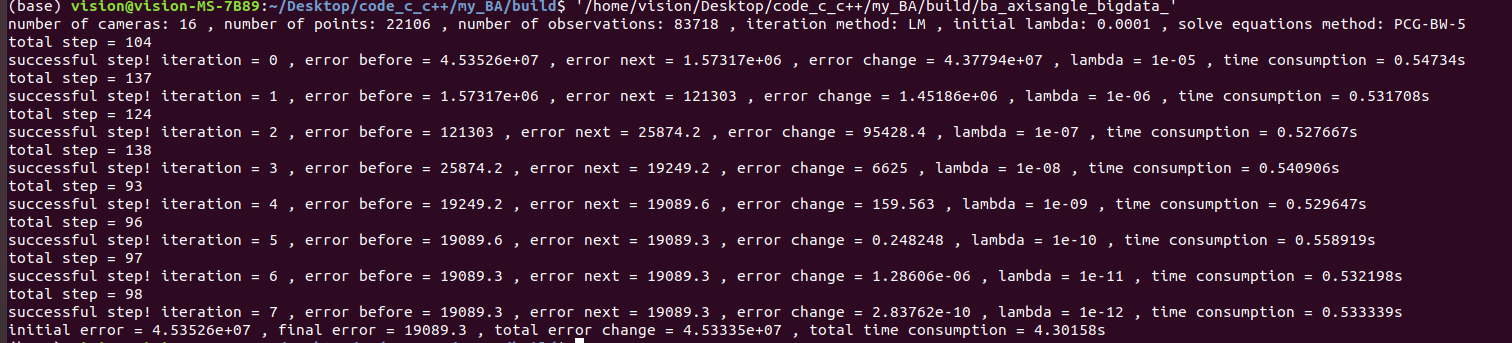 (base) vision@vision-MS-7B89:~/Desktop/code_c_c++/my_BA/build$ '/home/vision/Desktop/code_c_c++/my_BA/build/ba_axisangle_bigdata_'
number of cameras: 16 , number of points: 22106 , number of observations: 83718 , iteration method: LM , initial lambda: 0.0001 , solve equations method: PCG-BW-5
total step = 104
successful step! iteration = 0 , error before = 4.53526e+07 , error next = 1.57317e+06 , error change = 4.37794e+07 , lambda = 1e-05 , time consumption = 0.54734s
total step = 137
successful step! iteration = 1 , error before = 1.57317e+06 , error next = 121303 , error change = 1.45186e+06 , lambda = 1e-06 , time consumption = 0.531708s
total step = 124
successful step! iteration = 2 , error before = 121303 , error next = 25874.2 , error change = 95428.4 , lambda = 1e-07 , time consumption = 0.527667s
total step = 138
successful step! iteration = 3 , error before = 25874.2 , error next = 19249.2 , error change = 6625 , lambda = 1e-08 , time consumption = 0.540906s
total step = 93
successful step! iteration = 4 , error before = 19249.2 , error next = 19089.6 , error change = 159.563 , lambda = 1e-09 , time consumption = 0.529647s
total step = 96
successful step! iteration = 5 , error before = 19089.6 , error next = 19089.3 , error change = 0.248248 , lambda = 1e-10 , time consumption = 0.558919s
total step = 97
successful step! iteration = 6 , error before = 19089.3 , error next = 19089.3 , error change = 1.28606e-06 , lambda = 1e-11 , time consumption = 0.532198s
total step = 98
successful step! iteration = 7 , error before = 19089.3 , error next = 19089.3 , error change = 2.83762e-10 , lambda = 1e-12 , time consumption = 0.533339s
initial error = 4.53526e+07 , final error = 19089.3 , total error change = 4.53335e+07 , total time consumption = 4.30158s